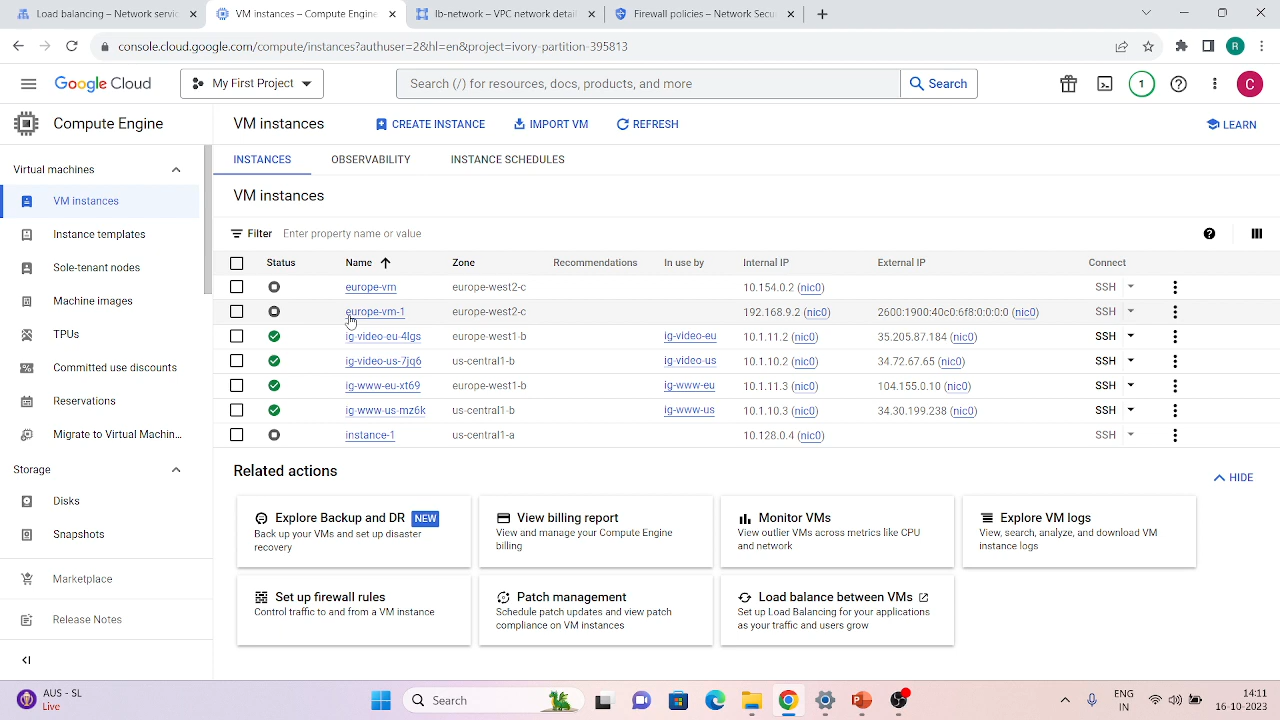 Load balancing – Network servic
VM instances – Compute Engine
lb-network – VPC network detail
Firewall policies – Network Secu
console.cloud.google.com/compute/instances?authuser=2&hl=en&project=ivory-partition-395813
R
Google Cloud
My First Project
Search (/) for resources, docs, products, and more
Search
1
C
Compute Engine
VM instances
CREATE INSTANCE
IMPORT VM
REFRESH
LEARN
Virtual machines
VM instances
Instance templates
Sole-tenant nodes
Machine images
TPUs
Committed use discounts
Reservations
Migrate to Virtual Machin...
Storage
Disks
Snapshots
Marketplace
Release Notes
INSTANCES
OBSERVABILITY
INSTANCE SCHEDULES
VM instances
Filter
Enter property name or value
Status Name Zone Recommendations In use by Internal IP External IP Connect
europe-vm europe-west2-c 10.154.0.2 (nic0) SSH
europe-vm-1 europe-west2-c 192.168.9.2 (nic0) 2600:1900:40c0:6f8:0:0:0:0 (nic0) SSH
ig-video-eu-4lgs europe-west1-b ig-video-eu 10.1.11.2 (nic0) 35.205.87.184 (nic0) SSH
ig-video-us-7jq6 us-central1-b ig-video-us 10.1.10.2 (nic0) 34.72.67.65 (nic0) SSH
ig-www-eu-xt69 europe-west1-b ig-www-eu 10.1.11.3 (nic0) 104.155.0.10 (nic0) SSH
ig-www-us-mz6k us-central1-b ig-www-us 10.1.10.3 (nic0) 34.30.199.238 (nic0) SSH
instance-1 us-central1-a 10.128.0.4 (nic0) SSH
Related actions
HIDE
Explore Backup and DR NEW
Back up your VMs and set up disaster
recovery
View billing report
View and manage your Compute Engine
billing
Monitor VMs
View outlier VMs across metrics like CPU
and network
Explore VM logs
View, search, analyze, and download VM
instance logs
Set up firewall rules
Control traffic to and from a VM instance
Patch management
Schedule patch updates and view patch
compliance on VM instances
Load balance between VMs
Set up Load Balancing for your applications
as your traffic and users grow
AUS - SL
Live
Search
ENG
IN
14:11
16-10-2023